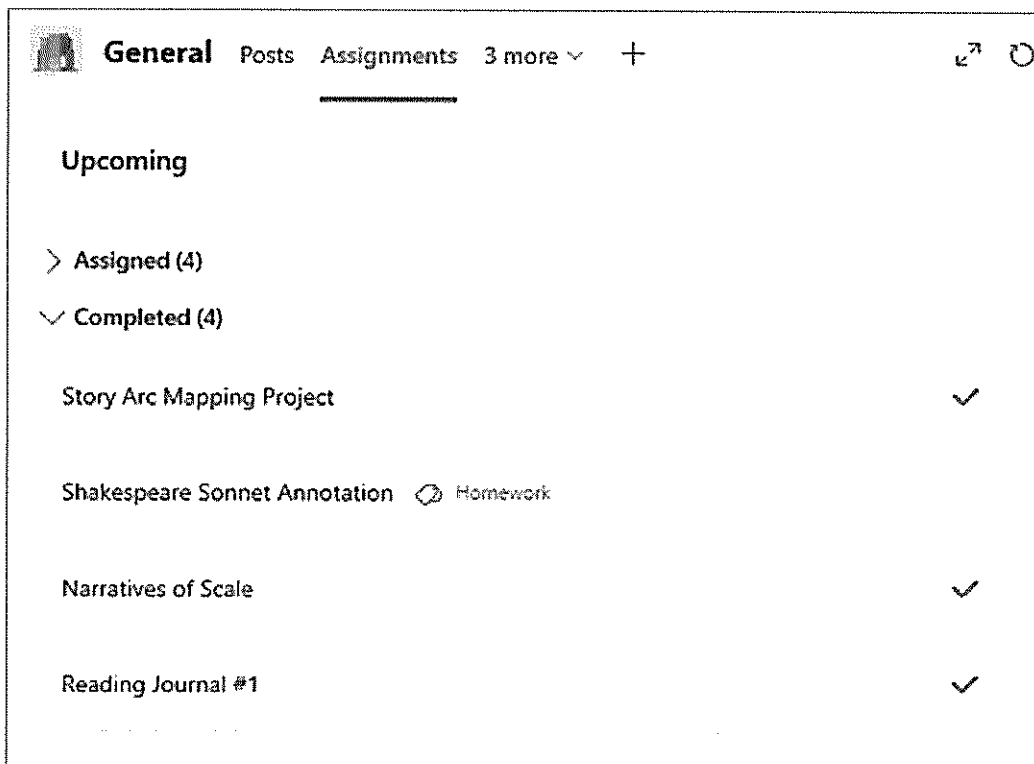 General Posts Assignments 3 more
Upcoming
Assigned (4)
Completed (4)
Story Arc Mapping Project
Shakespeare Sonnet Annotation Homework
Narratives of Scale
Reading Journal #1